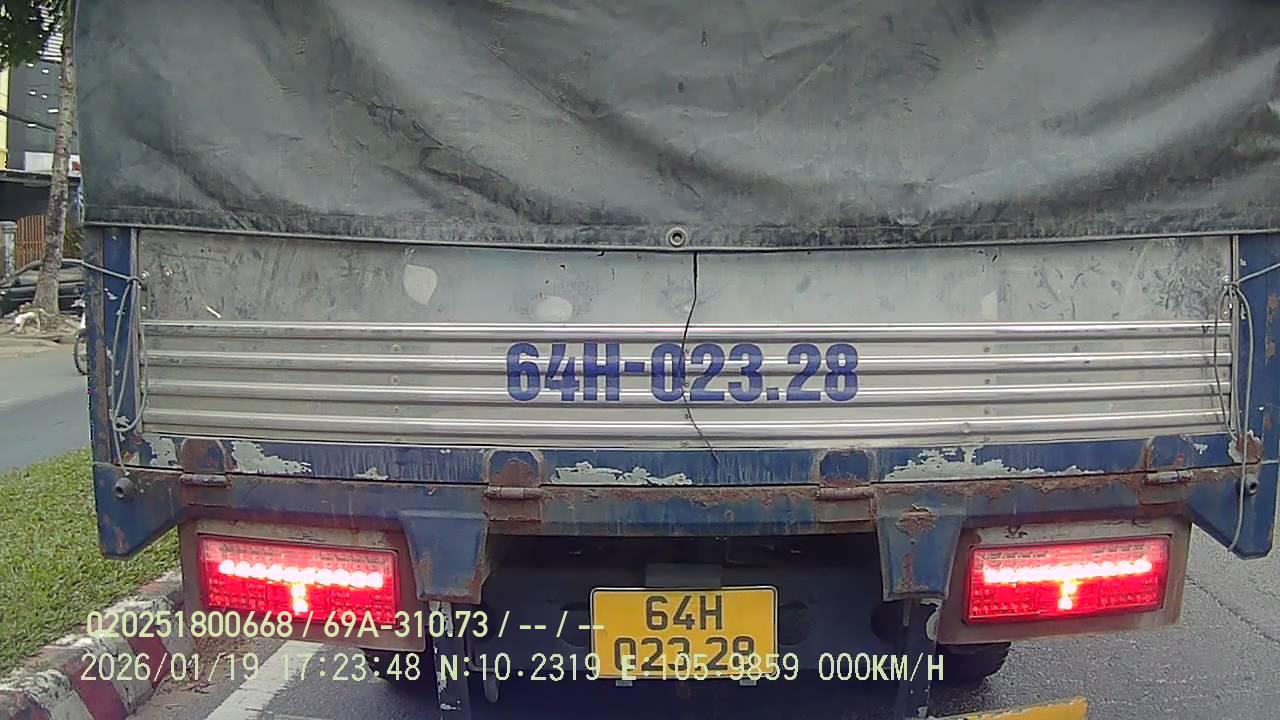 64H-023.28
64H
023.28
020251800668 / 69A-310.73 / -- / --
2026/01/19 17:23:48 N:10.2319 E:105.9859 000KM/H